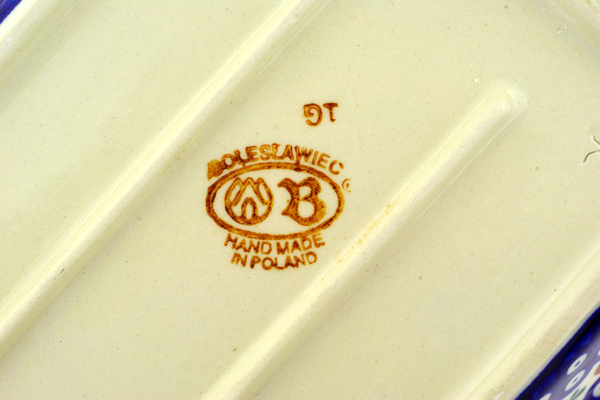 BOLESŁAWIEC
B
HAND MADE
IN POLAND